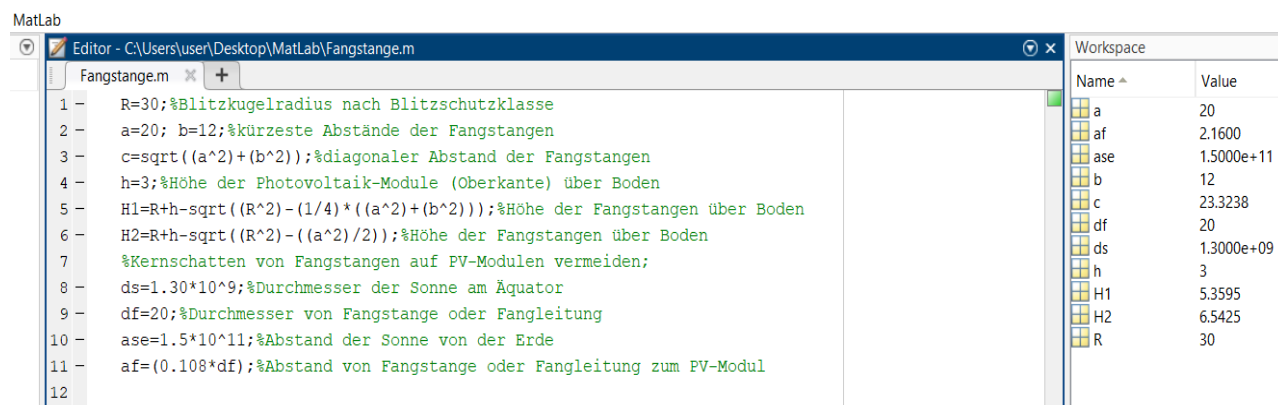 MatLab
Editor - C:\Users\user\Desktop\MatLab\Fangstange.m
Fangstange.m
1 - R=30;%Blitzkugelradius nach Blitzschutzklasse
2 - a=20; b=12;%kürzeste Abstände der Fangstangen
3 - c=sqrt((a^2)+(b^2));%diagonaler Abstand der Fangstangen
4 - h=3;%Höhe der Photovoltaik-Module (Oberkante) über Boden
5 - H1=R+h-sqrt((R^2)-(1/4)*((a^2)+(b^2)));%Höhe der Fangstangen über Boden
6 - H2=R+h-sqrt((R^2)-((a^2)/2));%Höhe der Fangstangen über Boden
7 %Kernschatten von Fangstangen auf PV-Modulen vermeiden;
8 - ds=1.30*10^9;%Durchmesser der Sonne am Äquator
9 - df=20;%Durchmesser von Fangstange oder Fangleitung
10 - ase=1.5*10^11;%Abstand der Sonne von der Erde
11 - af=(0.108*df);%Abstand von Fangstange oder Fangleitung zum PV-Modul
12
Workspace
Name Value
a 20
af 2.1600
ase 1.5000e+11
b 12
c 23.3238
df 20
ds 1.3000e+09
h 3
H1 5.3595
H2 6.5425
R 30